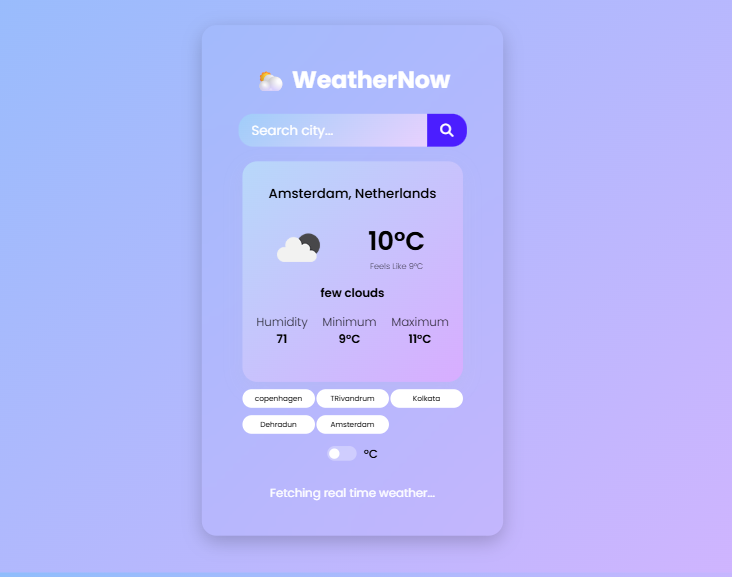 WeatherNow
Search city...
Amsterdam, Netherlands
10°C
Feels Like 9°C
few clouds
Humidity Minimum Maximum
71 9°C 11°C
copenhagen TRivandrum Kolkata
Dehradun Amsterdam
°C
Fetching real time weather...